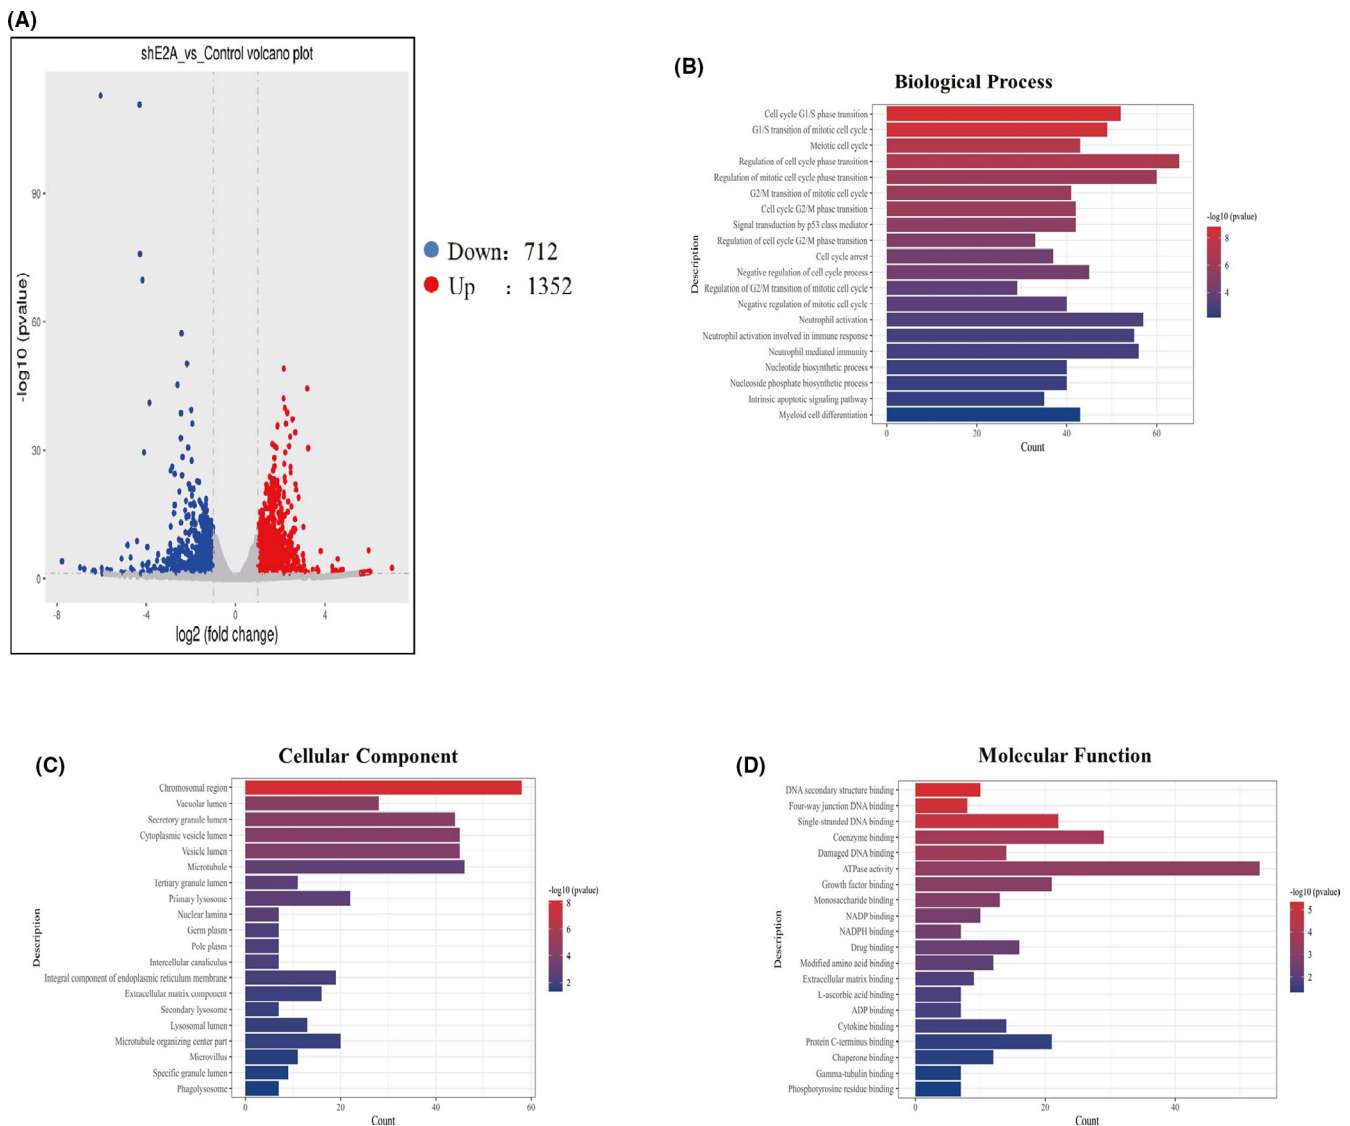 (A)
shE2A_vs_Control volcano plot
-log10 (pvalue)
90
60
30
0
-8
-4
0
4
log2 (fold change)
Down: 712
Up : 1352
(B)
Biological Process
Description
Cell cycle G1/S phase transition
G1/S transition of mitotic cell cycle
Meiotic cell cycle
Regulation of cell cycle phase transition
Regulation of mitotic cell cycle phase transition
G2/M transition of mitotic cell cycle
Cell cycle G2/M phase transition
Signal transduction by p53 class mediator
Regulation of cell cycle G2/M phase transition
Cell cycle arrest
Negative regulation of cell cycle process
Regulation of G2/M transition of mitotic cell cycle
Negative regulation of mitotic cell cycle
Neutrophil activation
Neutrophil activation involved in immune response
Neutrophil mediated immunity
Nucleotide biosynthetic process
Nucleoside phosphate biosynthetic process
Intrinsic apoptotic signaling pathway
Myeloid cell differentiation
0
20
40
60
Count
-log10 (pvalue)
8
6
4
(C)
Cellular Component
Description
Chromosomal region
Vacuolar lumen
Secretory granule lumen
Cytoplasmic vesicle lumen
Vesicle lumen
Microtubule
Tertiary granule lumen
Primary lysosome
Nuclear lamina
Germ plasm
Pole plasm
Intercellular canaliculus
Integral component of endoplasmic reticulum membrane
Extracellular matrix component
Secondary lysosome
Lysosomal lumen
Microtubule organizing center part
Microvillus
Specific granule lumen
Phagolysosome
0
20
40
60
Count
-log10 (pvalue)
8
6
4
2
(D)
Molecular Function
Description
DNA secondary structure binding
Four-way junction DNA binding
Single-stranded DNA binding
Coenzyme binding
Damaged DNA binding
ATPase activity
Growth factor binding
Monosaccharide binding
NADP binding
NADPH binding
Drug binding
Modified amino acid binding
Extracellular matrix binding
L-ascorbic acid binding
ADP binding
Cytokine binding
Protein C-terminus binding
Chaperone binding
Gamma-tubulin binding
Phosphotyrosine residue binding
0
20
40
Count
-log10 (pvalue)
5
4
3
2